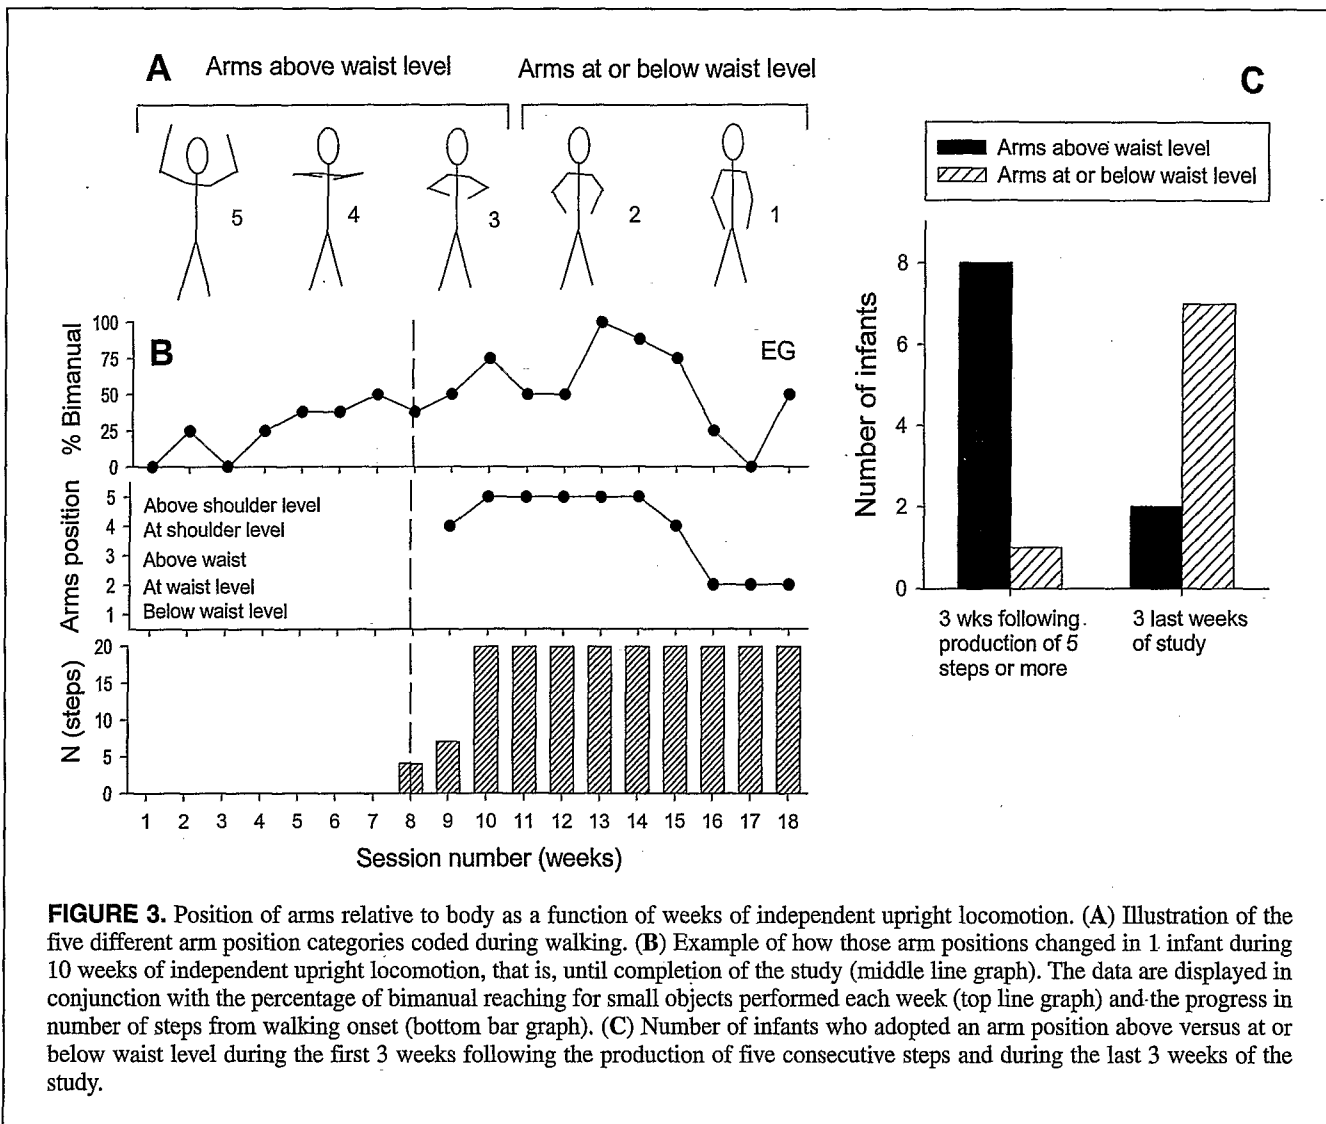 A
Arms above waist level
Arms at or below waist level
5
4
3
2
1
B
EG
% Bimanual
100
75
50
25
0
Arms position
5
4
3
2
1
Above shoulder level
At shoulder level
Above waist
At waist level
Below waist level
N (steps)
20
15
10
5
0
1 2 3 4 5 6 7 8 9 10 11 12 13 14 15 16 17 18
Session number (weeks)
C
Arms above waist level
Arms at or below waist level
Number of infants
8
6
4
2
0
3 wks following
production of 5
steps or more
3 last weeks
of study
FIGURE 3. Position of arms relative to body as a function of weeks of independent upright locomotion. (A) Illustration of the
five different arm position categories coded during walking. (B) Example of how those arm positions changed in 1 infant during
10 weeks of independent upright locomotion, that is, until completion of the study (middle line graph). The data are displayed in
conjunction with the percentage of bimanual reaching for small objects performed each week (top line graph) and the progress in
number of steps from walking onset (bottom bar graph). (C) Number of infants who adopted an arm position above versus at or
below waist level during the first 3 weeks following the production of five consecutive steps and during the last 3 weeks of the
study.